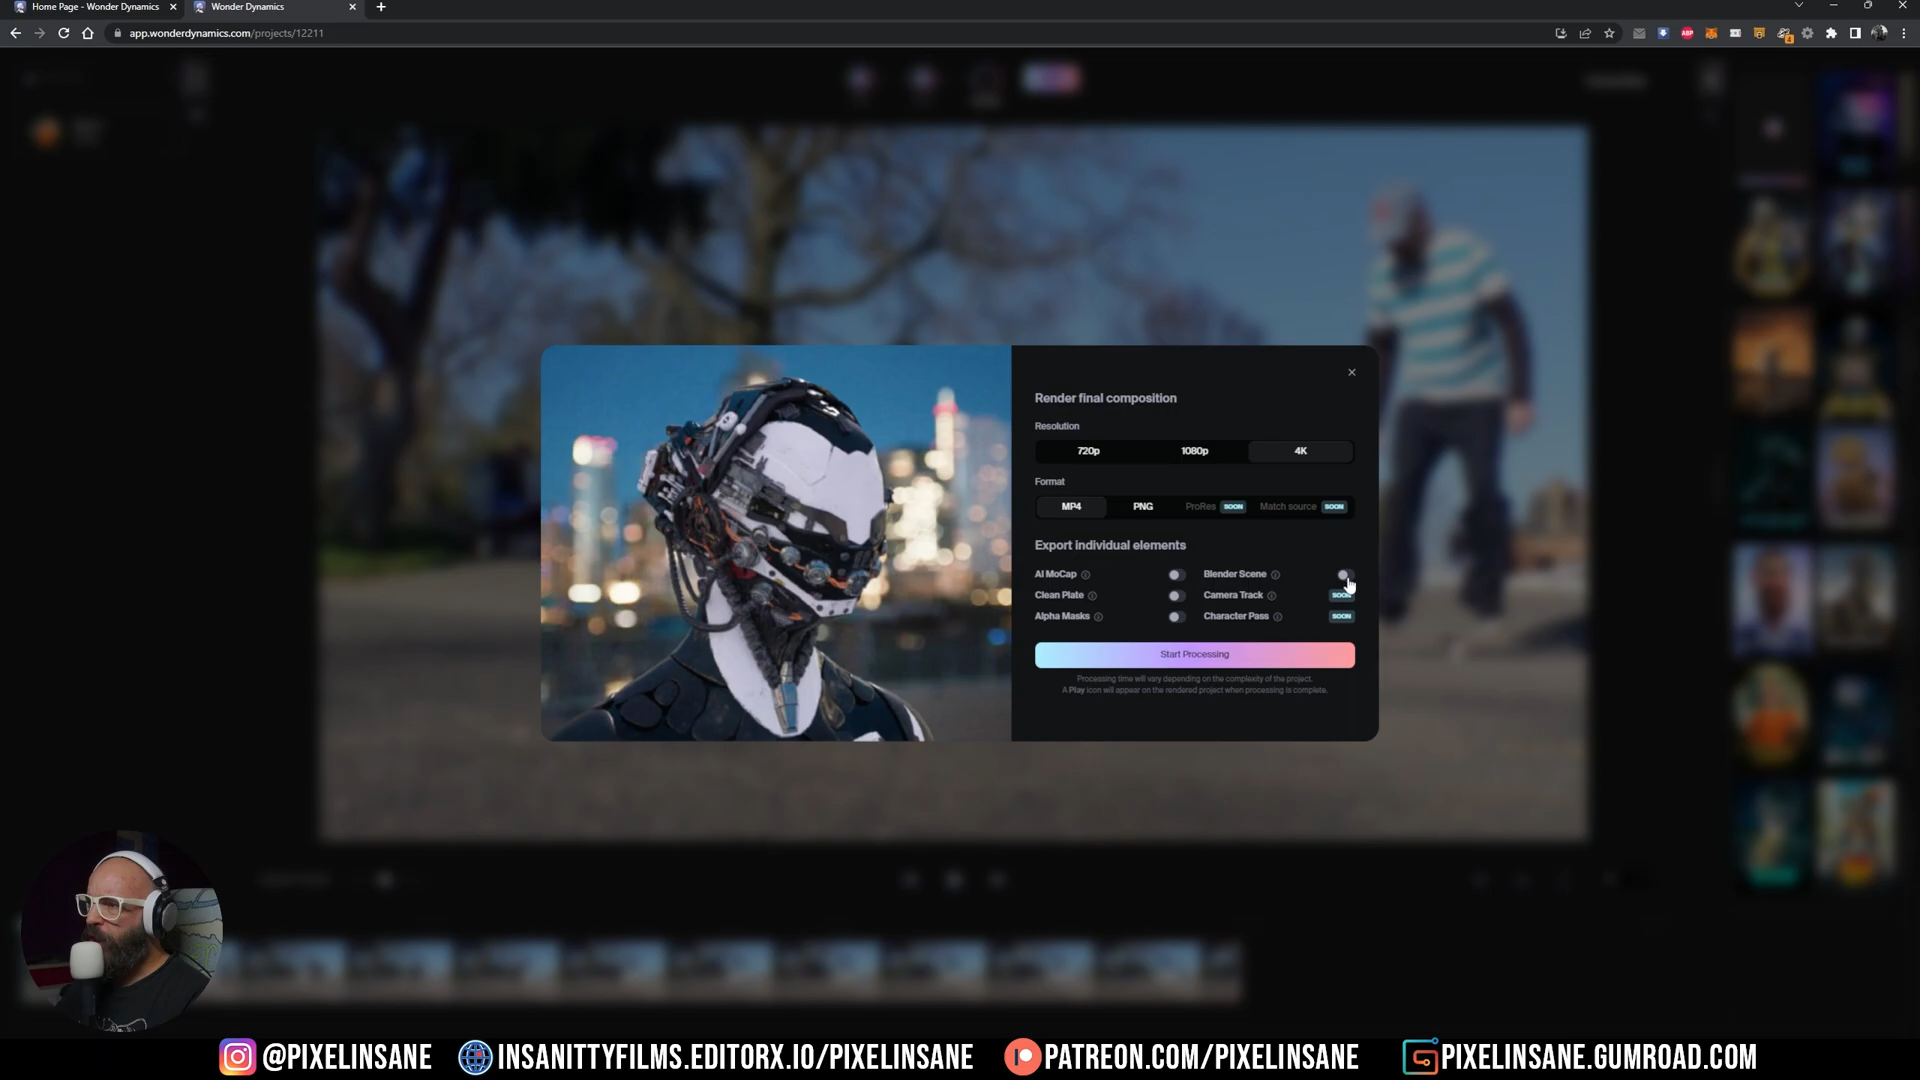 Home Page - Wonder Dynamics
Wonder Dynamics
app.wonderdynamics.com/projects/12211
ABP
Render final composition
Resolution
720p 1080p 4K
Format
MP4 PNG ProRes SOON Match source SOON
Export individual elements
AI MoCap Blender Scene
Clean Plate Camera Track SOON
Alpha Masks Character Pass SOON
Start Processing
Processing time will vary depending on the complexity of the project.
A Play icon will appear on the rendered project when processing is complete.
@PIXELINSANE INSANITTYFILMS.EDITORX.IO/PIXELINSANE PATREON.COM/PIXELINSANE PIXELINSANE.GUMROAD.COM